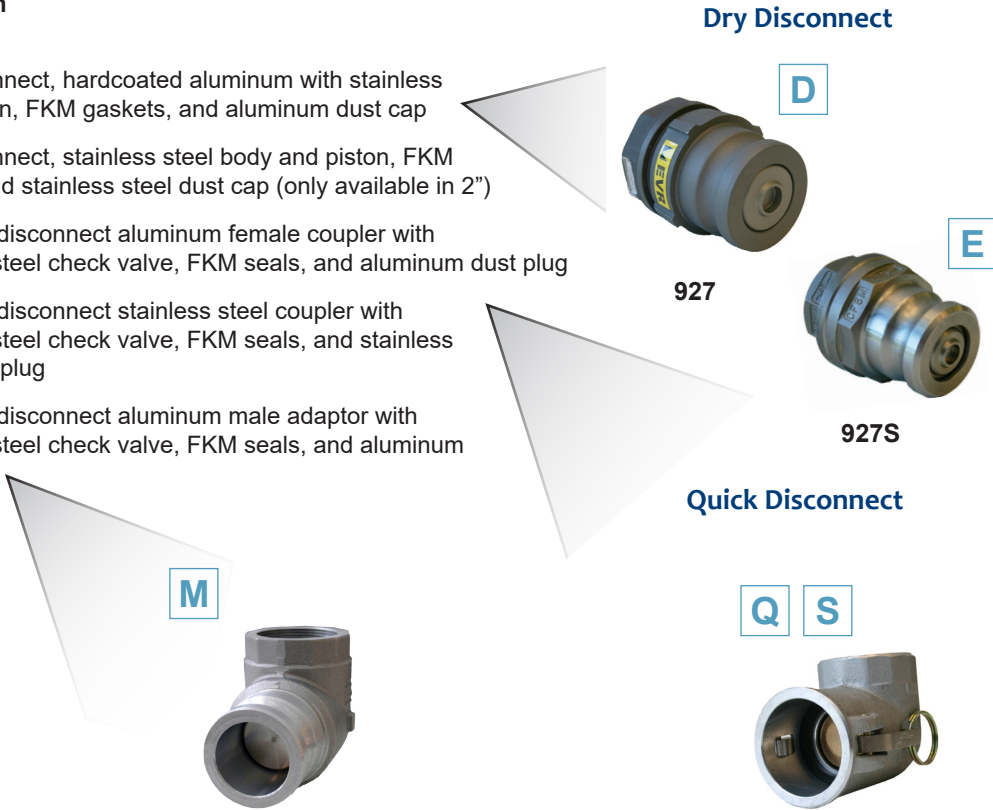 Dry Disconnect
nnect, hardcoated aluminum with stainless
n, FKM gaskets, and aluminum dust cap
D
nnect, stainless steel body and piston, FKM
d stainless steel dust cap (only available in 2”)
EVR
E
disconnect aluminum female coupler with
steel check valve, FKM seals, and aluminum dust plug
927
disconnect stainless steel coupler with
steel check valve, FKM seals, and stainless
plug
CF8M
disconnect aluminum male adaptor with
steel check valve, FKM seals, and aluminum
927S
Quick Disconnect
M
Q S